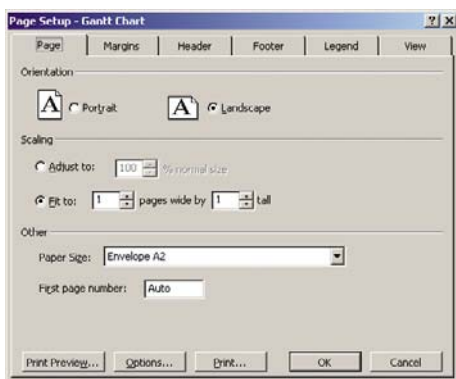 Page Setup - Gantt Chart
Page Margins Header Footer Legend View
Orientation
A Portrait A Landscape
Scaling
Adjust to: 100 % normal size
Fit to: 1 pages wide by 1 tall
Other
Paper Size: Envelope A2
First page number: Auto
Print Preview... Options... Print... OK Cancel